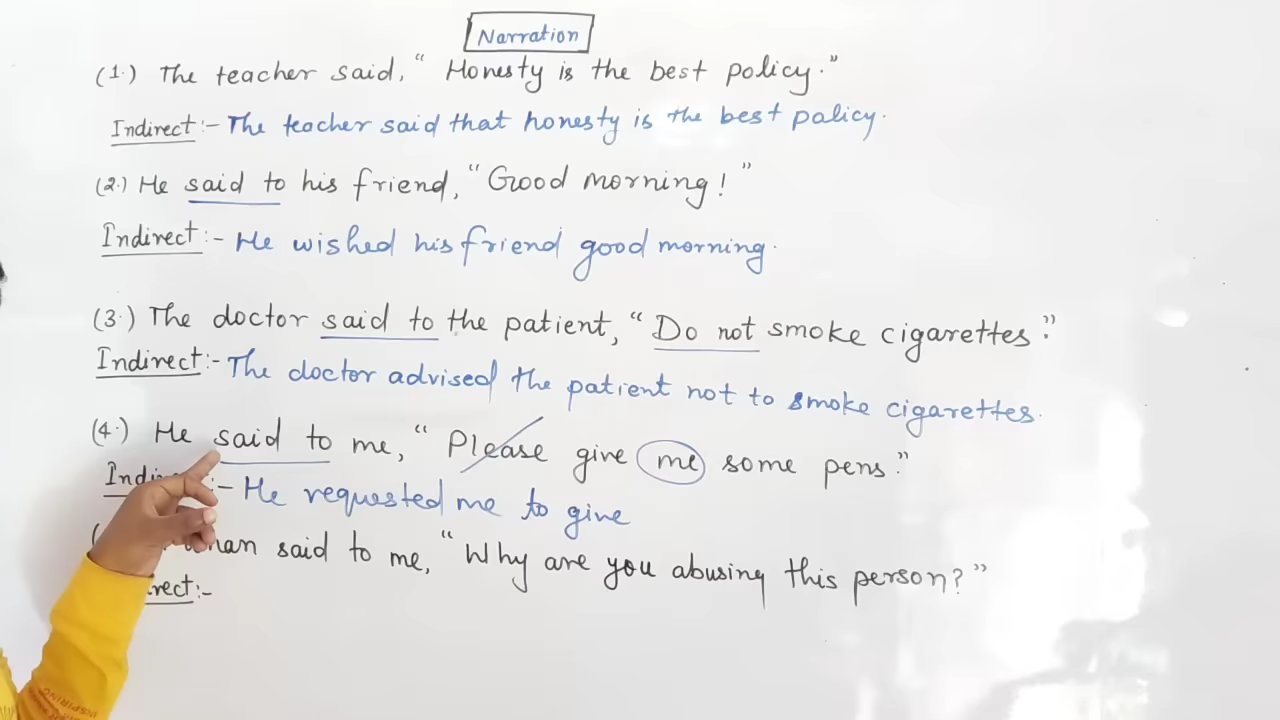 Narration
(1.) The teacher said, "Honesty is the best policy."
Indirect :- The teacher said that honesty is the best policy.
(2.) He said to his friend, "Good morning!"
Indirect :- He wished his friend good morning.
(3.) The doctor said to the patient, "Do not smoke cigarettes."
Indirect :- The doctor advised the patient not to smoke cigarettes.
(4.) He said to me, "Please give me some pens."
:- He requested me to give
said to me, "Why are you abusing this person?"